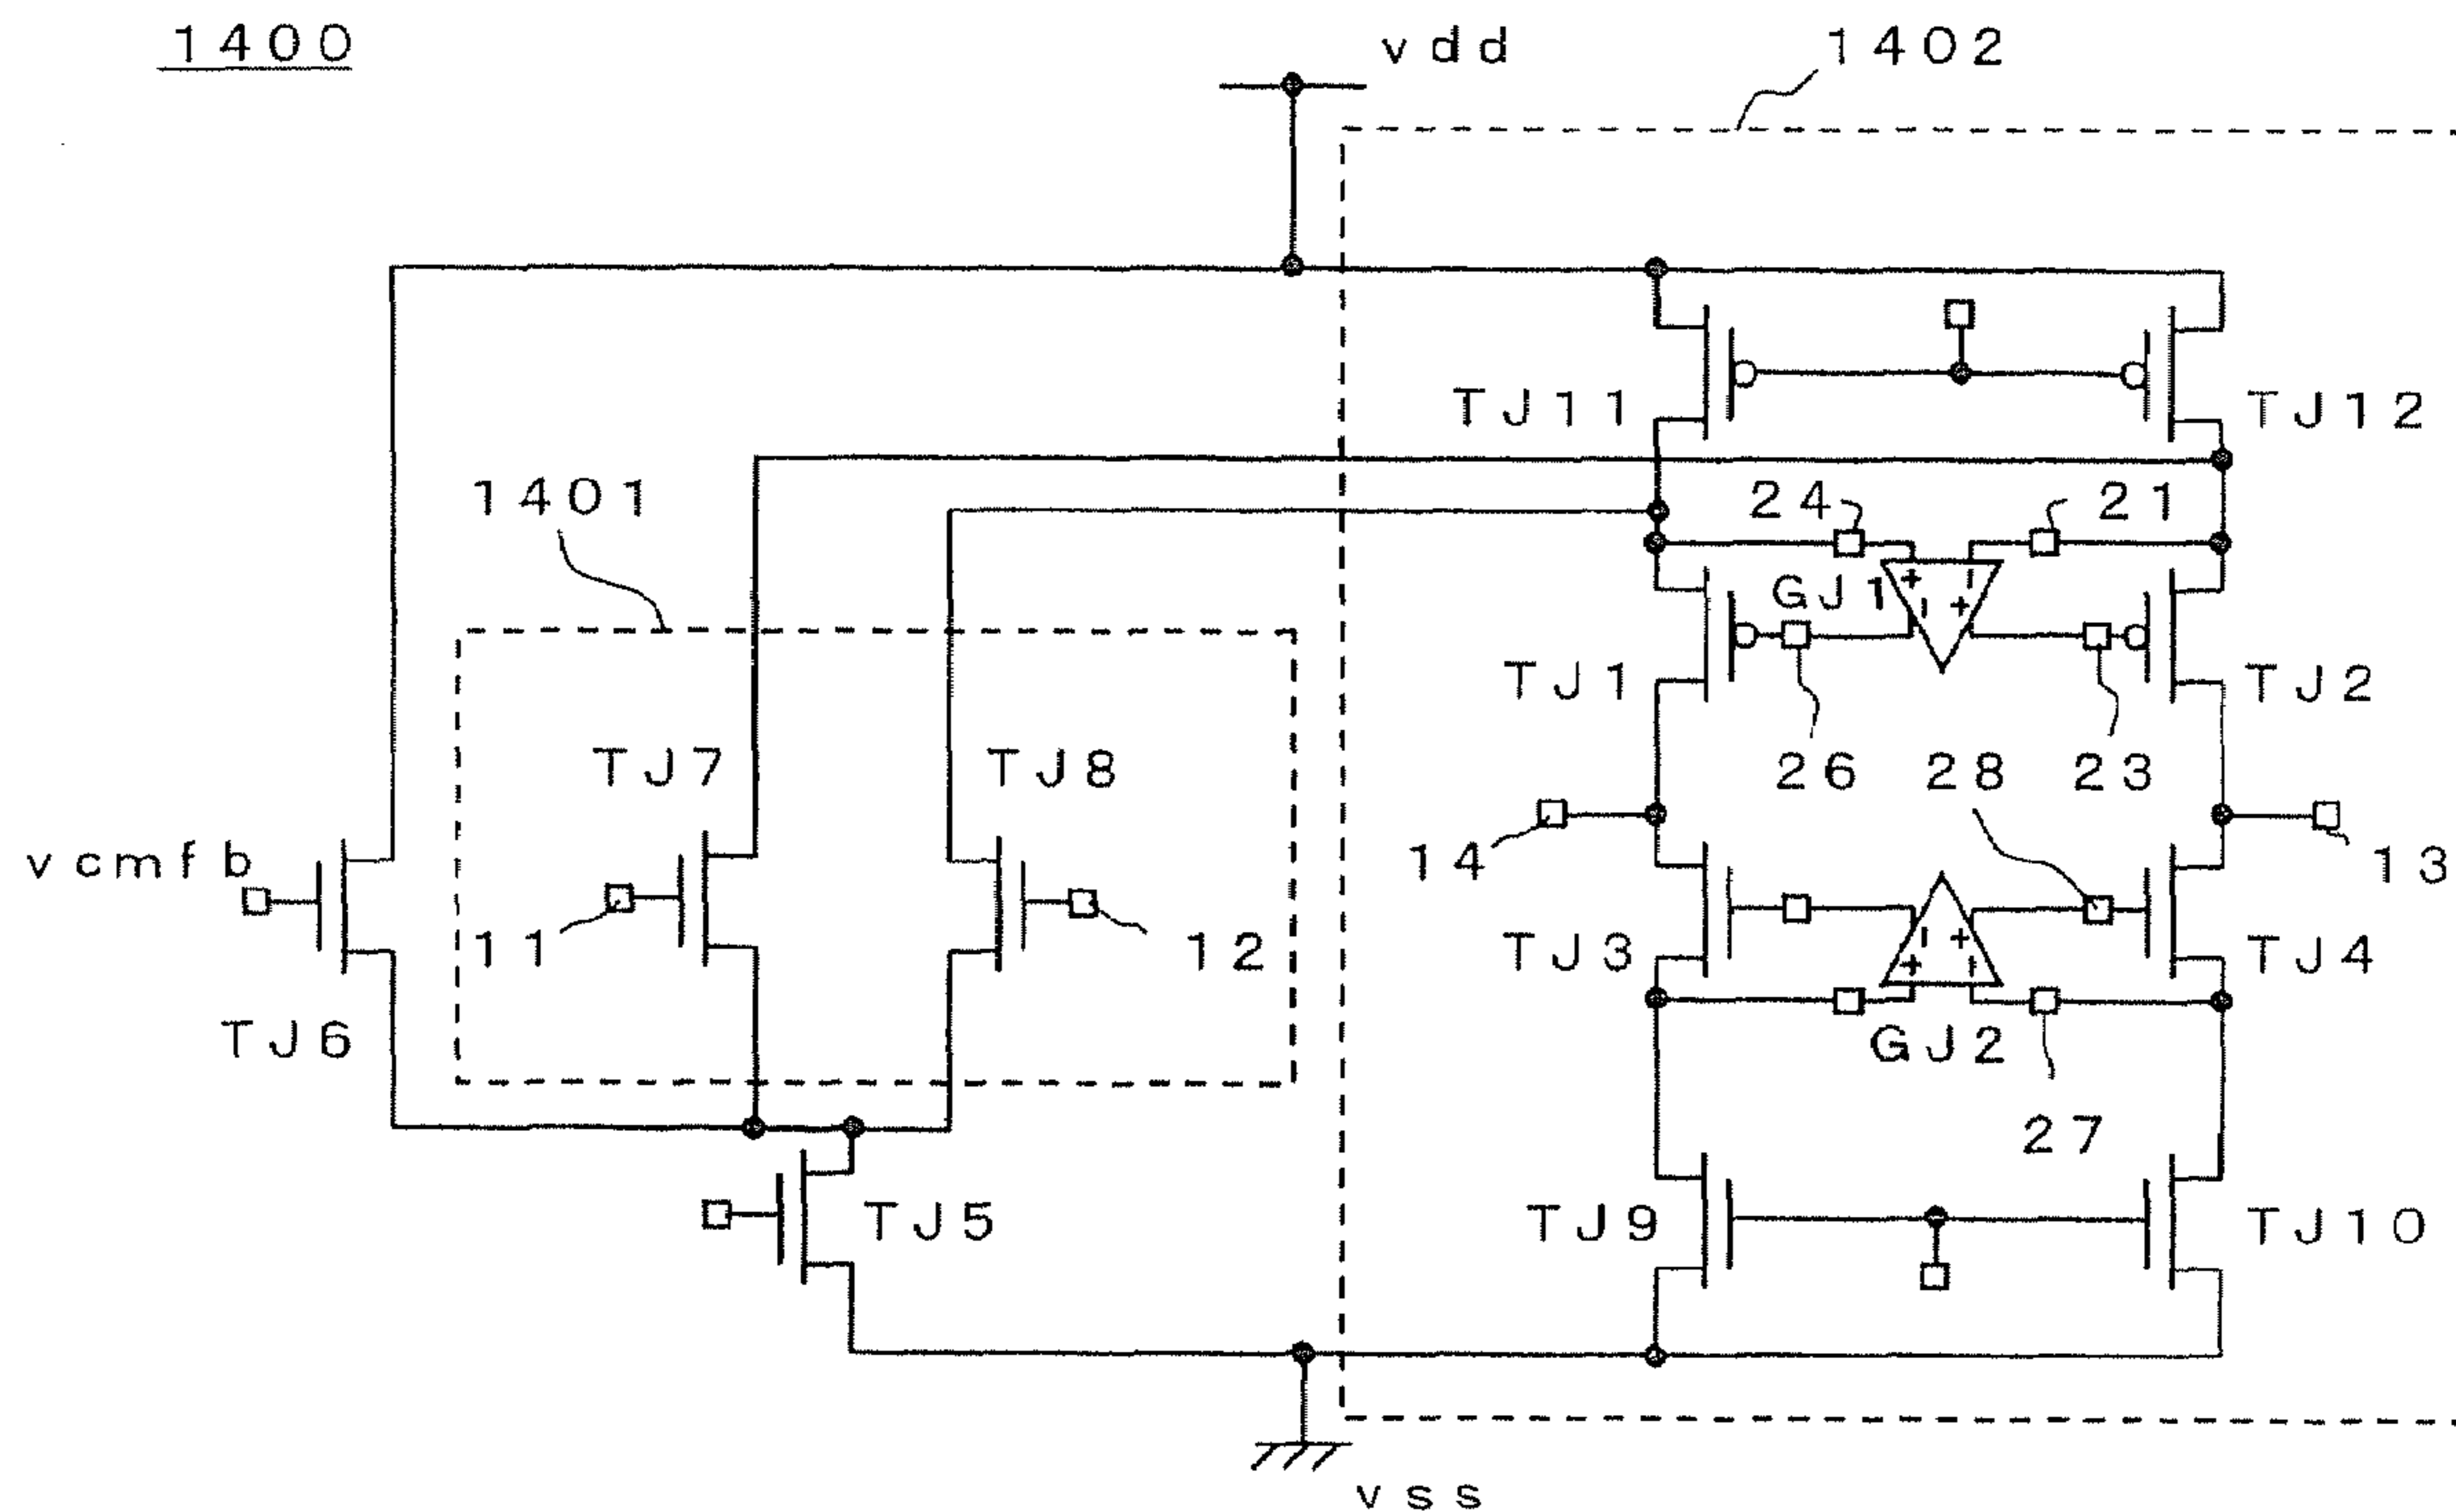 1400
vdd
1402
TJ11
TJ12
1401
24
21
GJ1
+ -
- +
TJ1
TJ2
TJ7
TJ8
26
28
23
vcmfb
14
13
11
12
TJ3
TJ4
- +
+ -
TJ6
GJ2
27
TJ5
TJ9
TJ10
vss